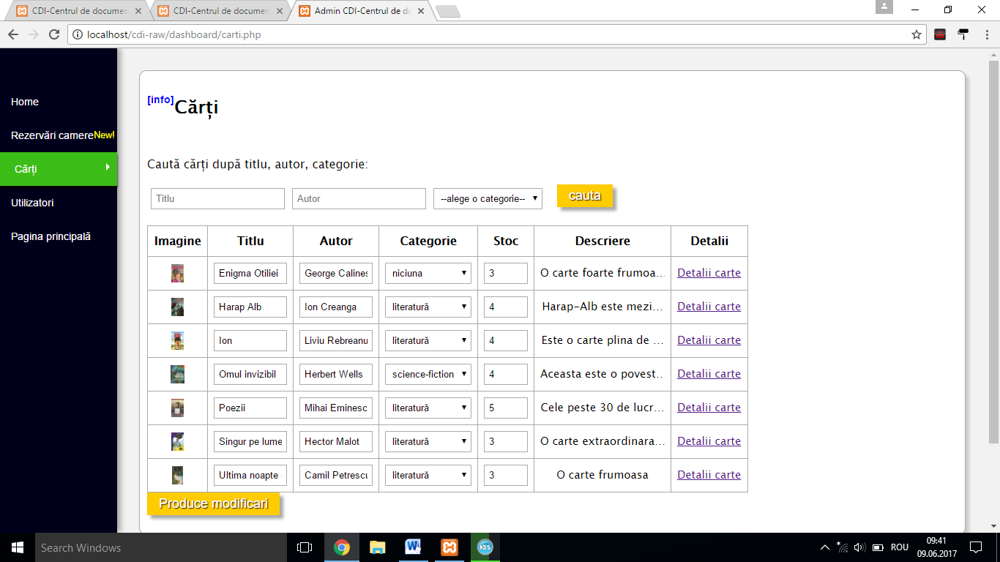 CDI-Centrul de documen
CDI-Centrul de documen
Admin CDI-Centrul de do
localhost/cdi-raw/dashboard/carti.php
Home
Rezervări camere New!
Cărți
Utilizatori
Pagina principală
[info]Cărți
Caută cărți după titlu, autor, categorie:
Titlu Autor --alege o categorie-- cauta
Imagine Titlu Autor Categorie Stoc Descriere Detalii
Enigma Otiliei George Calines niciuna 3 O carte foarte frumoa... Detalii carte
Harap Alb Ion Creanga literatură 4 Harap-Alb este mezi... Detalii carte
Ion Liviu Rebreanu literatură 4 Este o carte plina de ... Detalii carte
Omul invizibil Herbert Wells science-fiction 4 Aceasta este o povest... Detalii carte
Poezii Mihai Eminesc literatură 5 Cele peste 30 de lucr... Detalii carte
Singur pe lume Hector Malot literatură 3 O carte extraordinara... Detalii carte
Ultima noapte Camil Petrescu literatură 3 O carte frumoasa Detalii carte
Produce modificari
Search Windows
ROU
09:41
09.06.2017